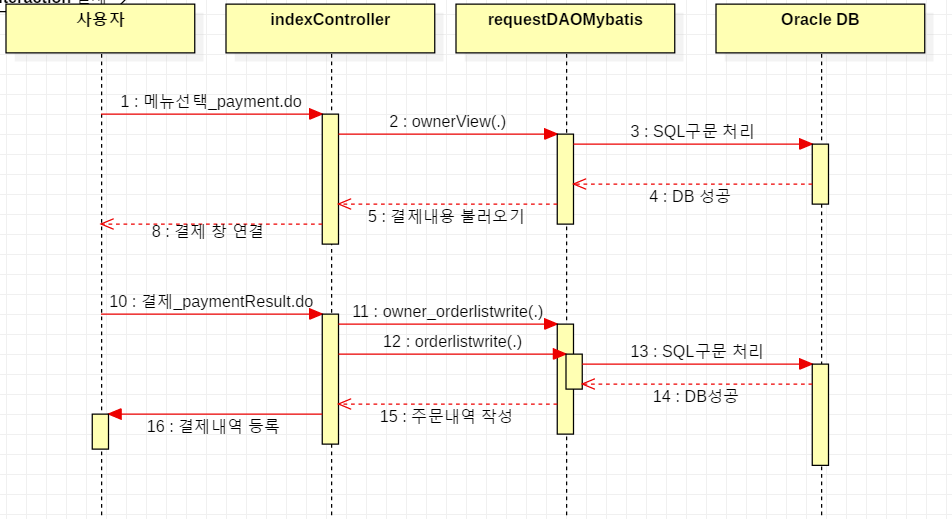 사용자
indexController
requestDAOMybatis
Oracle DB
1 : 메뉴선택_payment.do
2 : ownerView(.)
3 : SQL구문 처리
4 : DB 성공
5 : 결제내용 불러오기
8 : 결제 창 연결
10 : 결제_paymentResult.do
11 : owner_orderlistwrite(.)
12 : orderlistwrite(.)
13 : SQL구문 처리
14 : DB성공
15 : 주문내역 작성
16 : 결제내역 등록